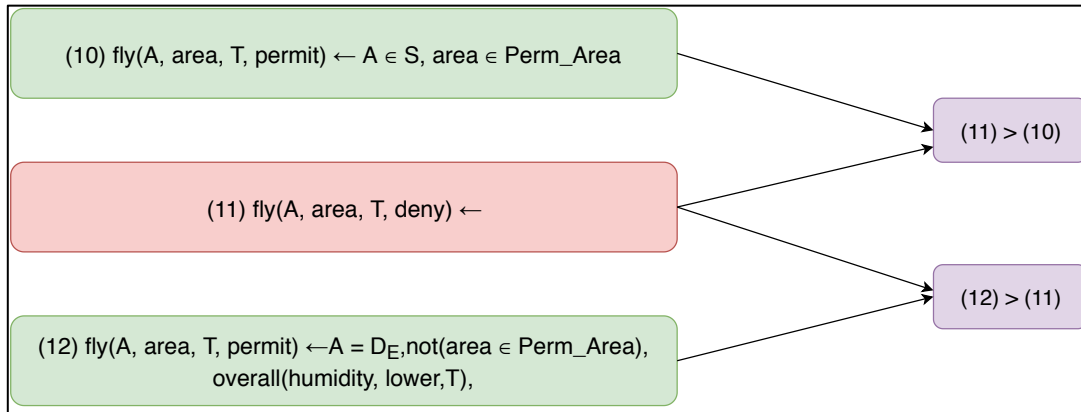 (10) fly(A, area, T, permit) ← A ∈ S, area ∈ Perm_Area
(11) > (10)
(11) fly(A, area, T, deny) ←
(12) > (11)
(12) fly(A, area, T, permit) ←A = D_E,not(area ∈ Perm_Area),
overall(humidity, lower,T),